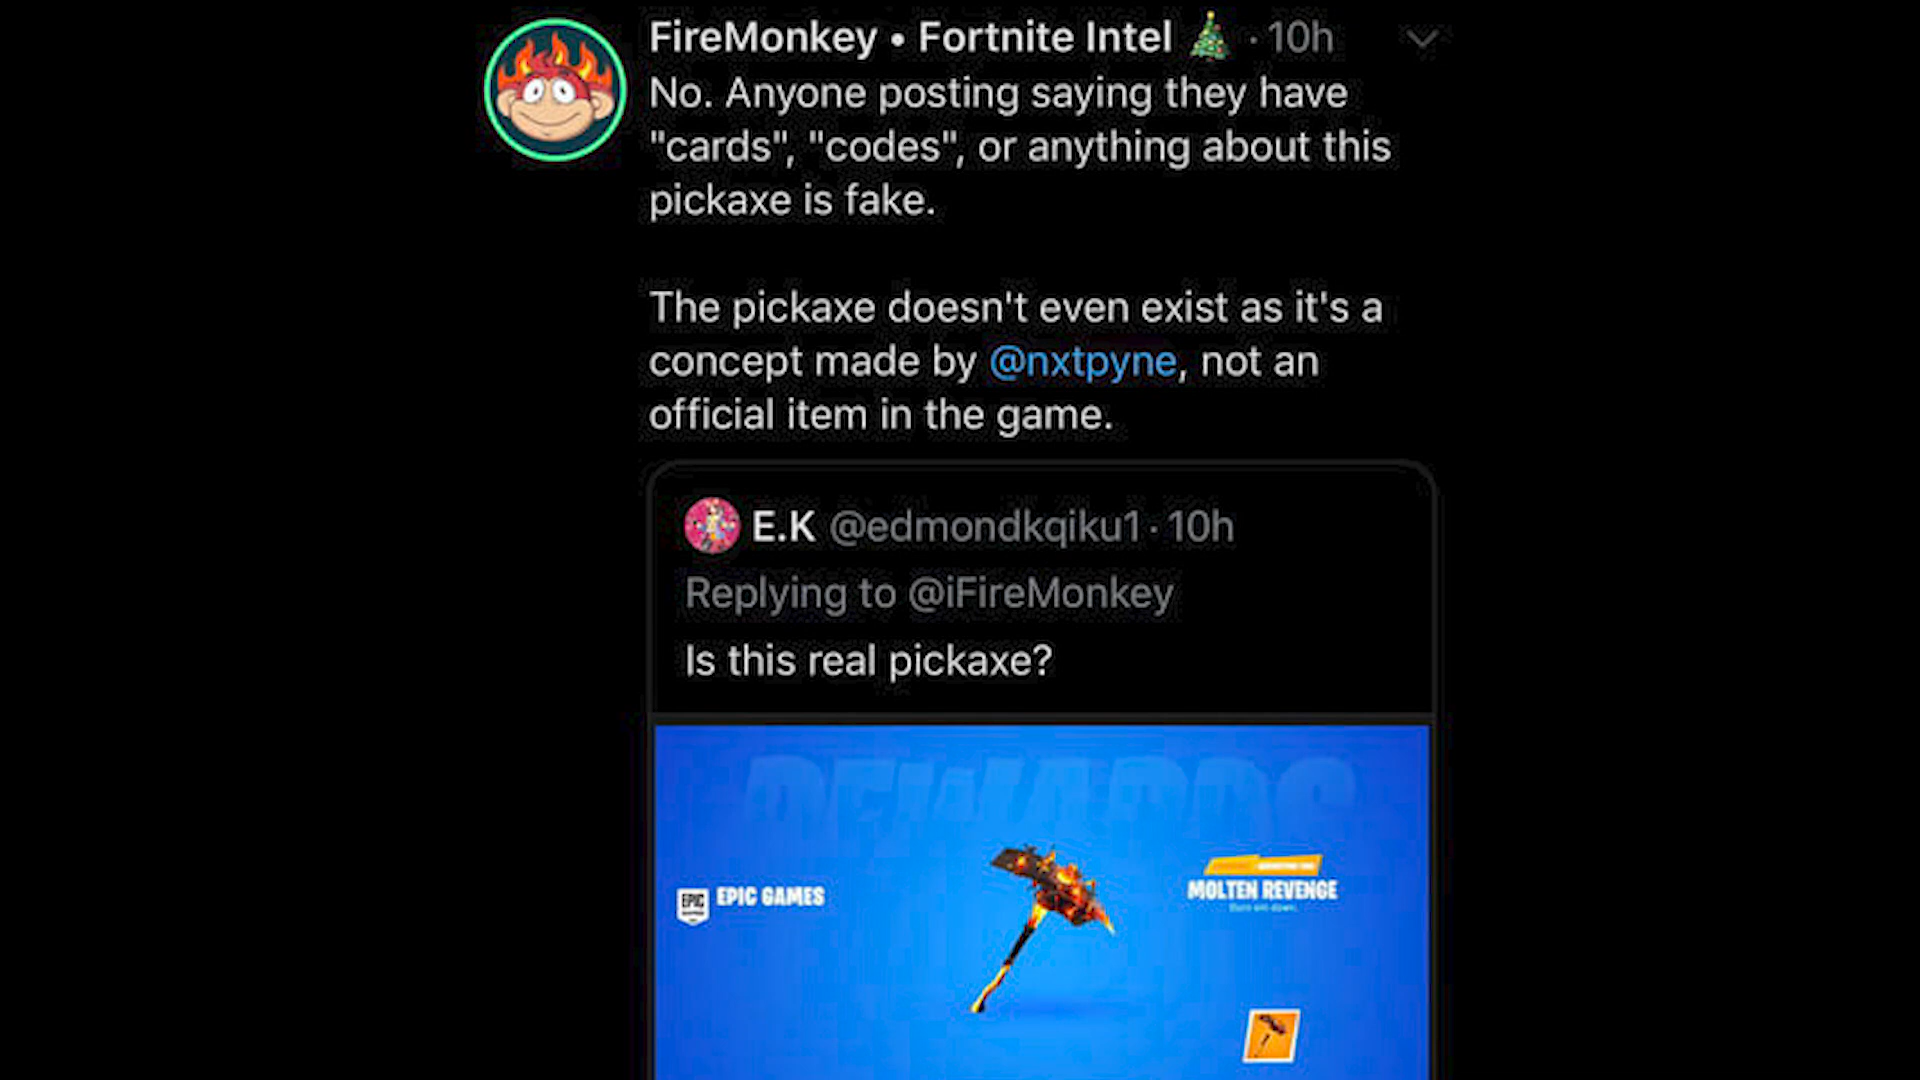 FireMonkey • Fortnite Intel 🎄 · 10h
No. Anyone posting saying they have
"cards", "codes", or anything about this
pickaxe is fake.
The pickaxe doesn't even exist as it's a
concept made by @nxtpyne, not an
official item in the game.
E.K @edmondkqiku1 · 10h
Replying to @iFireMonkey
Is this real pickaxe?
REWARDS
EPIC
EPIC GAMES
MOLTEN REVENGE